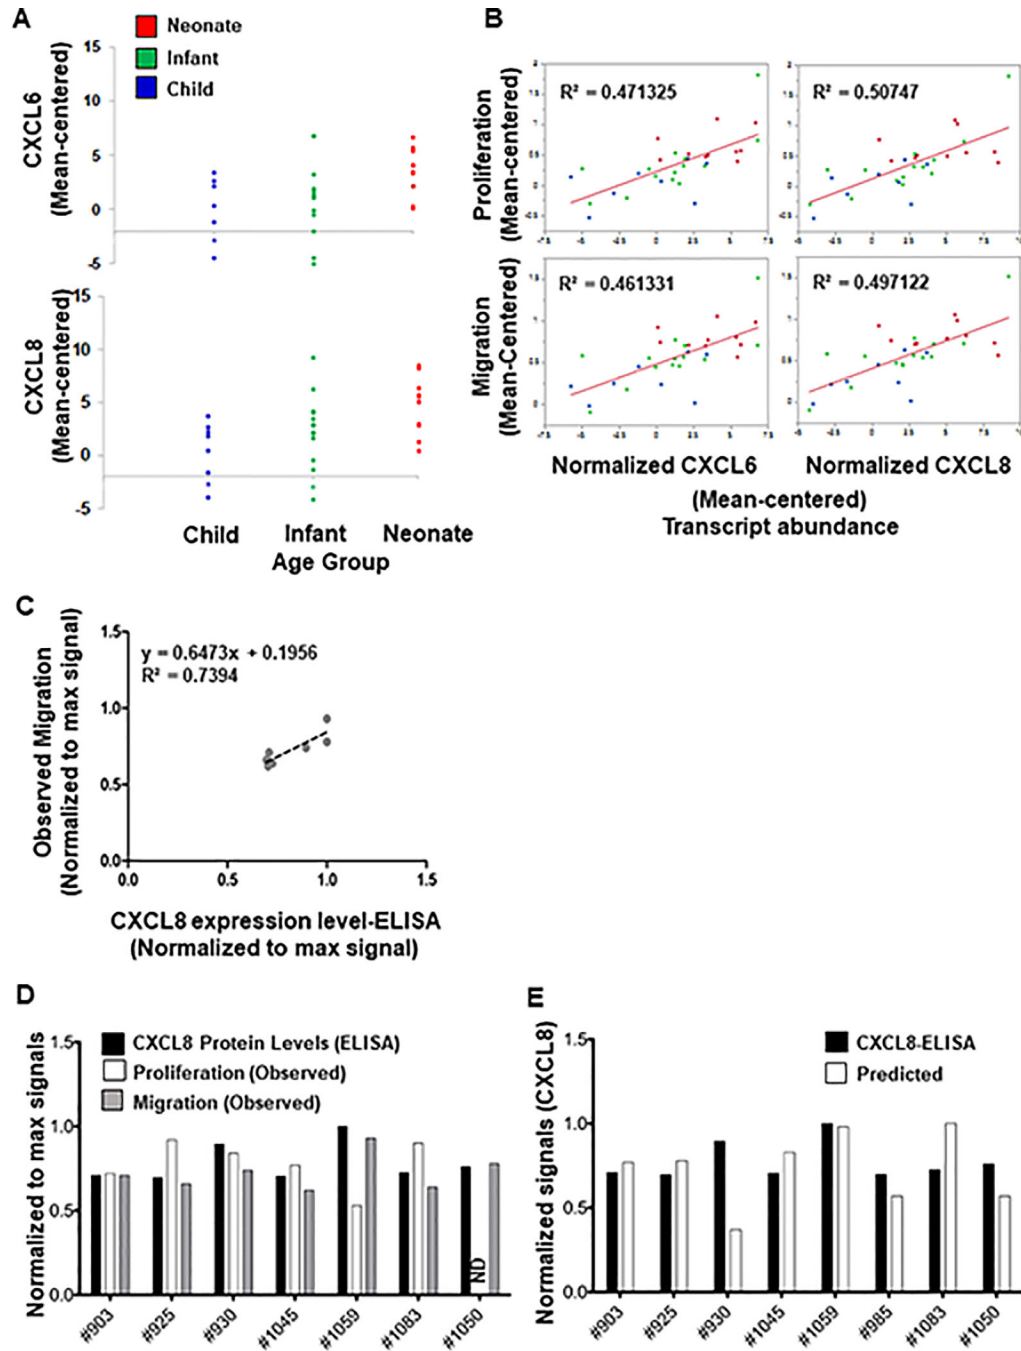 A
Neonate
Infant
Child
CXCL6
(Mean-centered)
15
10
5
0
-5
CXCL8
(Mean-centered)
15
10
5
0
-5
Child
Infant
Neonate
Age Group
B
Proliferation
(Mean-centered)
R² = 0.471325
R² = 0.50747
Migration
(Mean-Centered)
R² = 0.461331
R² = 0.497122
Normalized CXCL6
Normalized CXCL8
(Mean-centered)
Transcript abundance
C
Observed Migration
(Normalized to max signal)
1.5
1.0
0.5
0.0
y = 0.6473x + 0.1956
R² = 0.7394
0.0
0.5
1.0
1.5
CXCL8 expression level-ELISA
(Normalized to max signal)
D
Normalized to max signals
1.5
1.0
0.5
0.0
CXCL8 Protein Levels (ELISA)
Proliferation (Observed)
Migration (Observed)
ND
#903
#925
#930
#1045
#1059
#1083
#1050
E
Normalized signals (CXCL8)
1.5
1.0
0.5
0.0
CXCL8-ELISA
Predicted
#903
#925
#930
#1045
#1059
#985
#1083
#1050